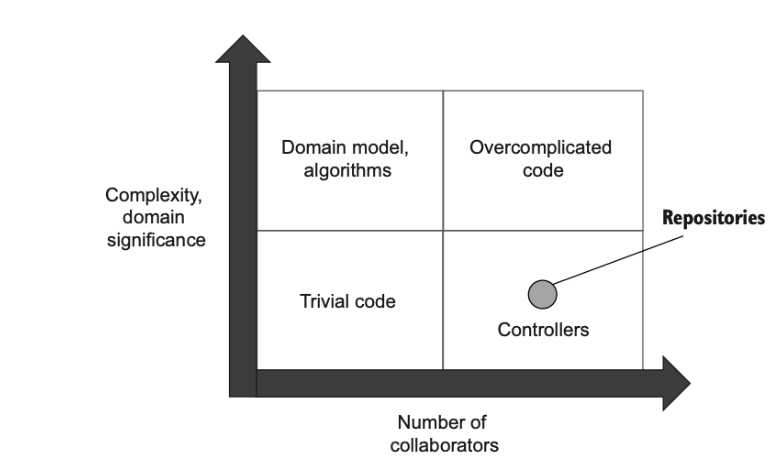 Domain model,
algorithms
Overcomplicated
code
Complexity,
domain
significance
Repositories
Trivial code
Controllers
Number of
collaborators